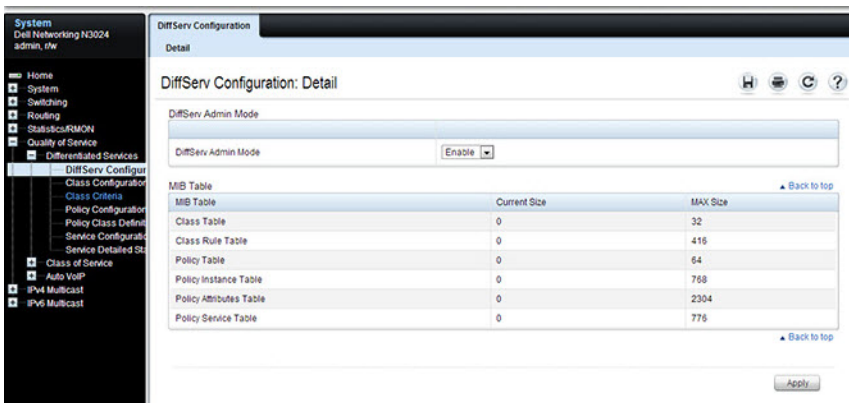 System
Dell Networking N3024
admin, r/w
Home
System
Switching
Routing
Statistics/RMON
Quality of Service
Differentiated Services
DiffServ Configur
Class Configuration
Class Criteria
Policy Configuration
Policy Class Definit
Service Configuratio
Service Detailed Sta
Class of Service
Auto VoIP
IPv4 Multicast
IPv6 Multicast
DiffServ Configuration
Detail
DiffServ Configuration: Detail
H C ?
DiffServ Admin Mode
DiffServ Admin Mode Enable
MIB Table Back to top
MIB Table Current Size MAX Size
Class Table 0 32
Class Rule Table 0 416
Policy Table 0 64
Policy Instance Table 0 768
Policy Attributes Table 0 2304
Policy Service Table 0 776
Back to top
Apply